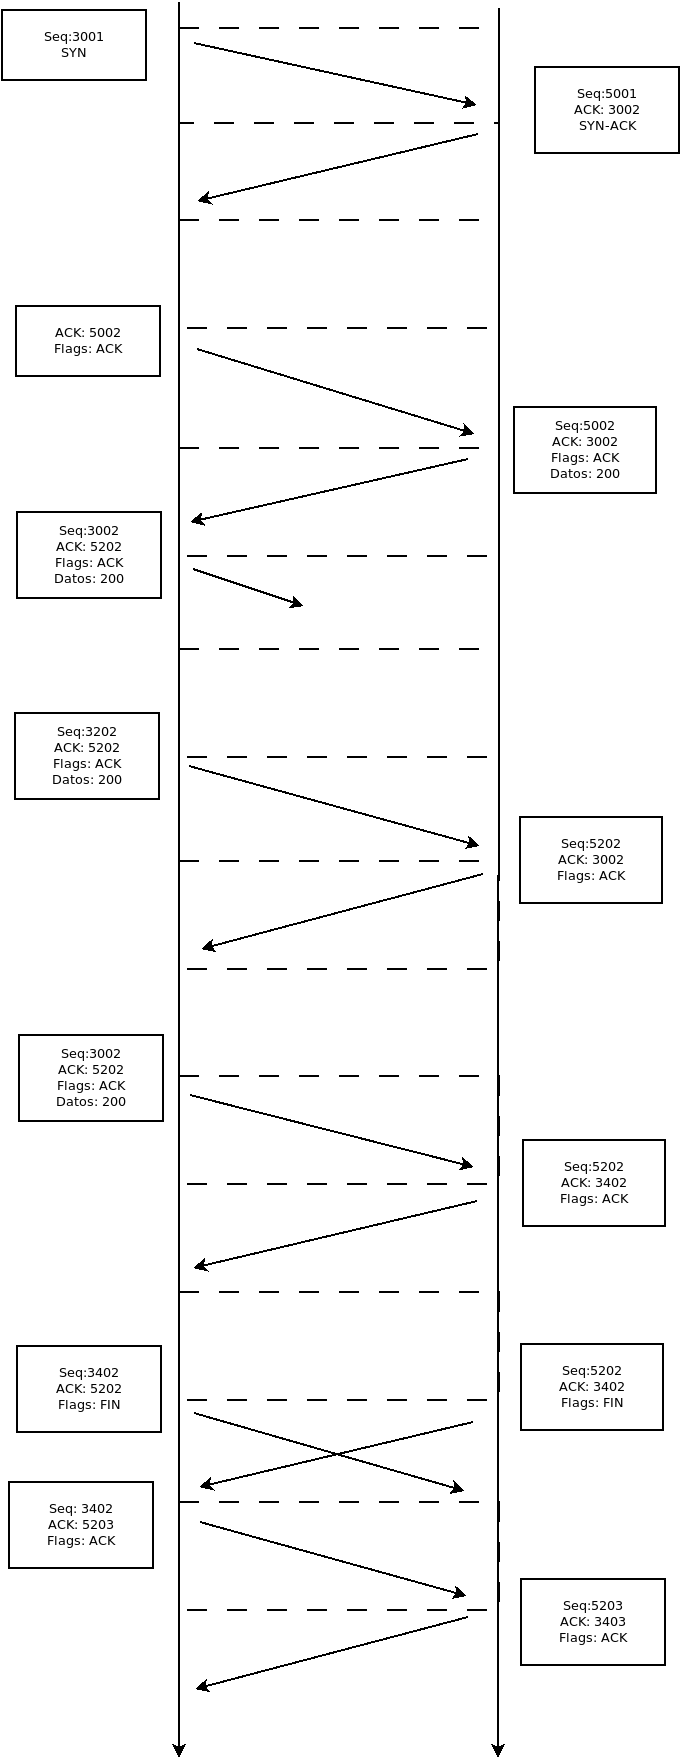 Seq:3001
SYN
Seq:5001
ACK: 3002
SYN-ACK
ACK: 5002
Flags: ACK
Seq:5002
ACK: 3002
Flags: ACK
Datos: 200
Seq:3002
ACK: 5202
Flags: ACK
Datos: 200
Seq:3202
ACK: 5202
Flags: ACK
Datos: 200
Seq:5202
ACK: 3002
Flags: ACK
Seq:3002
ACK: 5202
Flags: ACK
Datos: 200
Seq:5202
ACK: 3402
Flags: ACK
Seq:3402
ACK: 5202
Flags: FIN
Seq:5202
ACK: 3402
Flags: FIN
Seq: 3402
ACK: 5203
Flags: ACK
Seq:5203
ACK: 3403
Flags: ACK